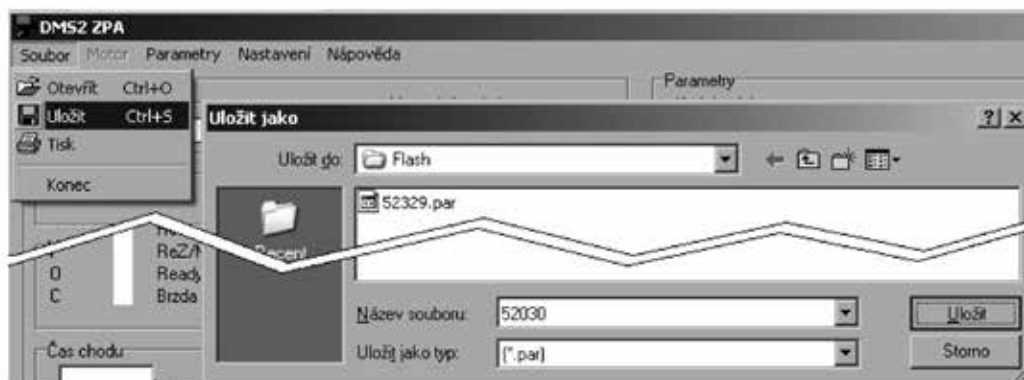 DMS2 ZPA
Soubor Motor Parametry Nastavení Nápověda
Otevřít Ctrl+O
Uložit Ctrl+S
Tisk
Konec
Parametry
Uložit jako
Uložit do:
Flash
52329.par
Recent
O
C
Ready
Brzda
Název souboru:
52030
Uložit
Uložit jako typ:
(*.par)
Storno
Čas chodu